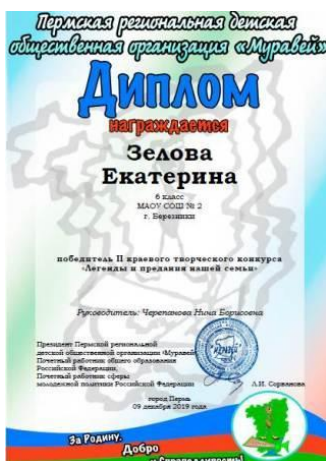 Пермская региональная детская
общественная организация «Муравей»
Диплом
награждается
Зелова
Екатерина
6 класс
МАОУ СОШ № 2
г. Березники
победитель II краевого творческого конкурса
«Легенды и предания нашей семьи»
Руководитель: Черепанова Нина Борисовна
Президент Пермской региональной
детской общественной организации «Муравей»
Почетный работник общего образования
Российской Федерации,
Почетный работник сферы
молодежной политики Российской Федерации
Л.И. Сорванова
город Пермь
09 декабря 2019 года
За Родину,
Добро
и Справедливость!